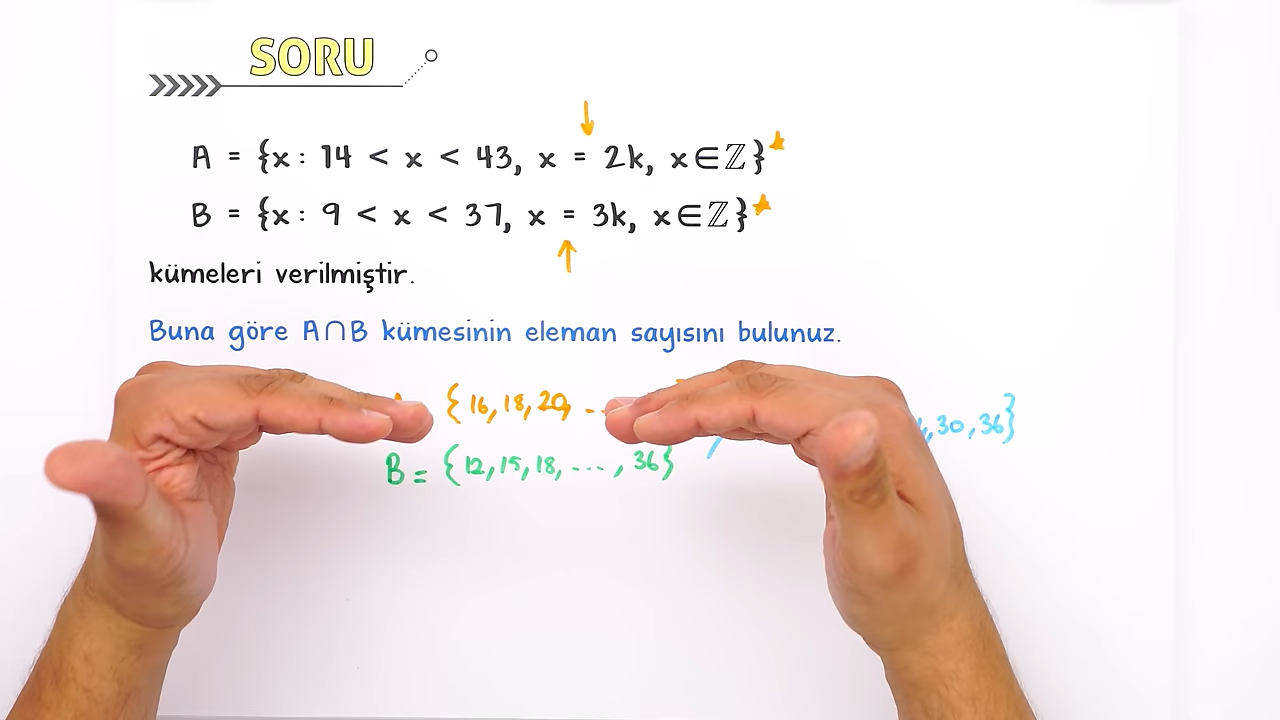 SORU
A = {x : 14 < x < 43, x = 2k, x∈ℤ}
B = {x : 9 < x < 37, x = 3k, x∈ℤ}
kümeleri verilmiştir.
Buna göre A∩B kümesinin eleman sayısını bulunuz.
{16, 18, 20, ..
, 30, 36}
B = {12, 15, 18, ... , 36}